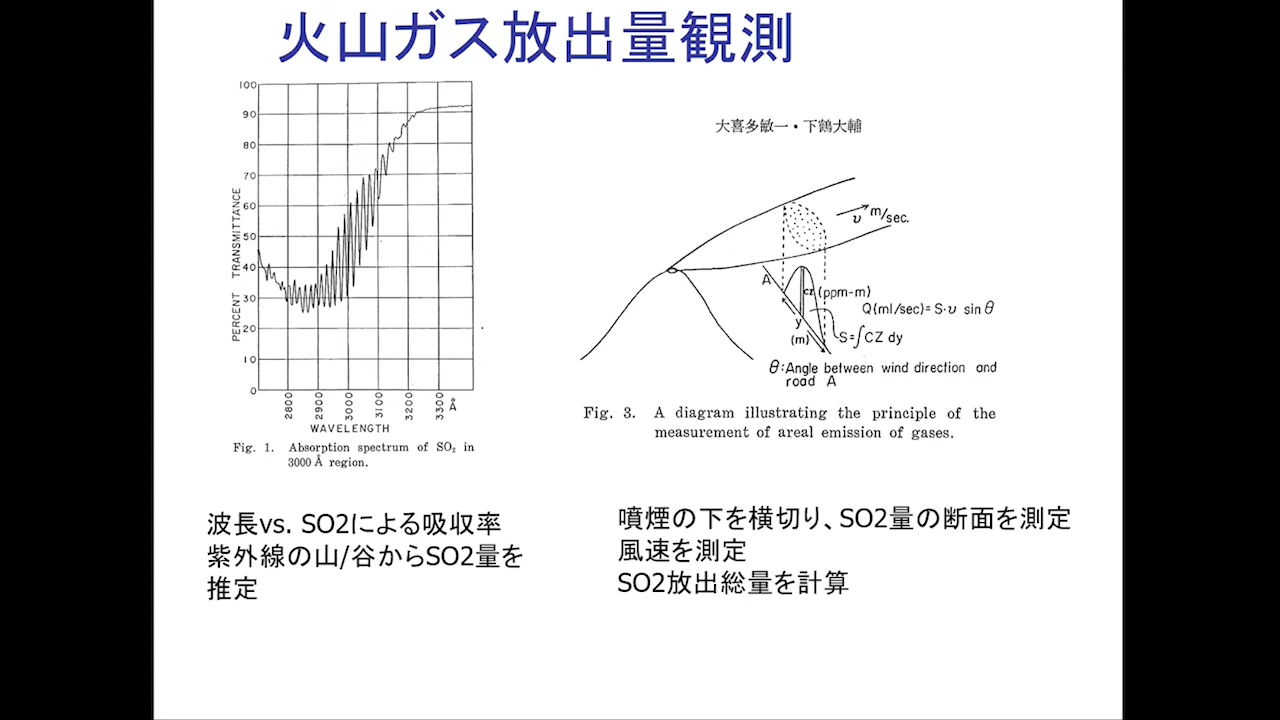 火山ガス放出量観測
100
90
80
70
60
50
40
30
20
10
0
PERCENT TRANSMITTANCE
2800
2900
3000
3100
3200
3300
Å
WAVELENGTH
Fig. 1. Absorption spectrum of SO₂ in
3000 Å region.
大喜多敏一・下鶴大輔
υ m/sec.
A
CZ (ppm-m)
Q(ml/sec)= S·υ sin θ
y
(m)
S=∫CZ dy
θ:Angle between wind direction and
road A
Fig. 3. A diagram illustrating the principle of the
measurement of areal emission of gases.
波長vs. SO2による吸収率
紫外線の山/谷からSO2量を
推定
噴煙の下を横切り、SO2量の断面を測定
風速を測定
SO2放出総量を計算